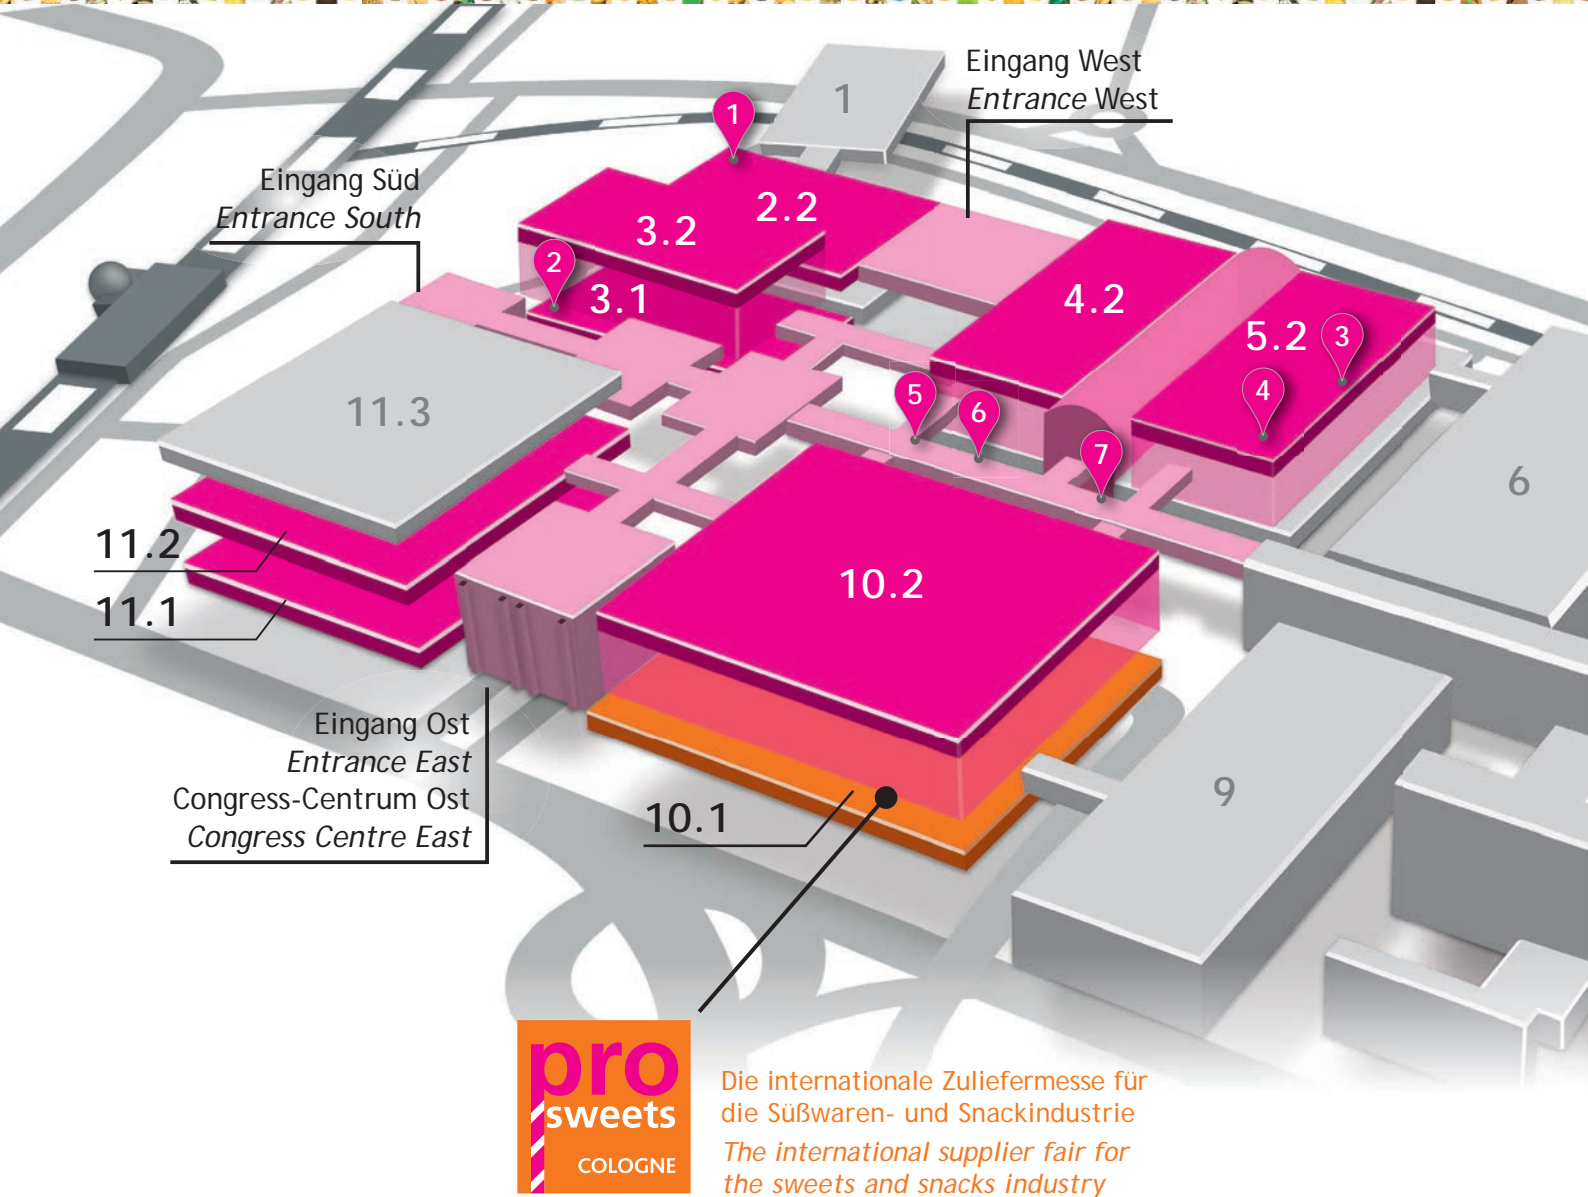 1
Eingang West
Entrance West
1
Eingang Süd
Entrance South
2.2
3.2
2
3.1
4.2
5.2
3
4
11.3
5
6
7
6
11.2
11.1
10.2
Eingang Ost
Entrance East
Congress-Centrum Ost
Congress Centre East
10.1
9
pro
sweets
COLOGNE
Die internationale Zuliefermesse für
die Süßwaren- und Snackindustrie
The international supplier fair for
the sweets and snacks industry